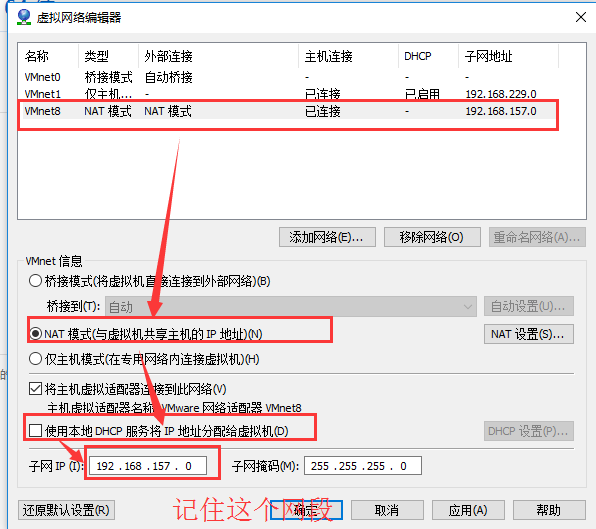 虚拟网络编辑器
名称 类型 外部连接 主机连接 DHCP 子网地址
VMnet0 桥接模式 自动桥接 - - -
VMnet1 仅主机... - 已连接 已启用 192.168.229.0
VMnet8 NAT 模式 NAT 模式 已连接 - 192.168.157.0
添加网络(E)... 移除网络(O) 重命名网络(A)...
VMnet 信息
桥接模式(将虚拟机直接连接到外部网络)(B)
桥接到(T): 自动 自动设置(U)...
NAT 模式(与虚拟机共享主机的 IP 地址)(N) NAT 设置(S)...
仅主机模式(在专用网络内连接虚拟机)(H)
将主机虚拟适配器连接到此网络(V)
主机虚拟适配器名称: VMware 网络适配器 VMnet8
使用本地 DHCP 服务将 IP 地址分配给虚拟机(D) DHCP 设置(P)...
子网 IP (I): 192 . 168 . 157 . 0 子网掩码(M): 255 . 255 . 255 . 0
还原默认设置(R) 确定 取消 应用(A) 帮助
记住这个网段
的